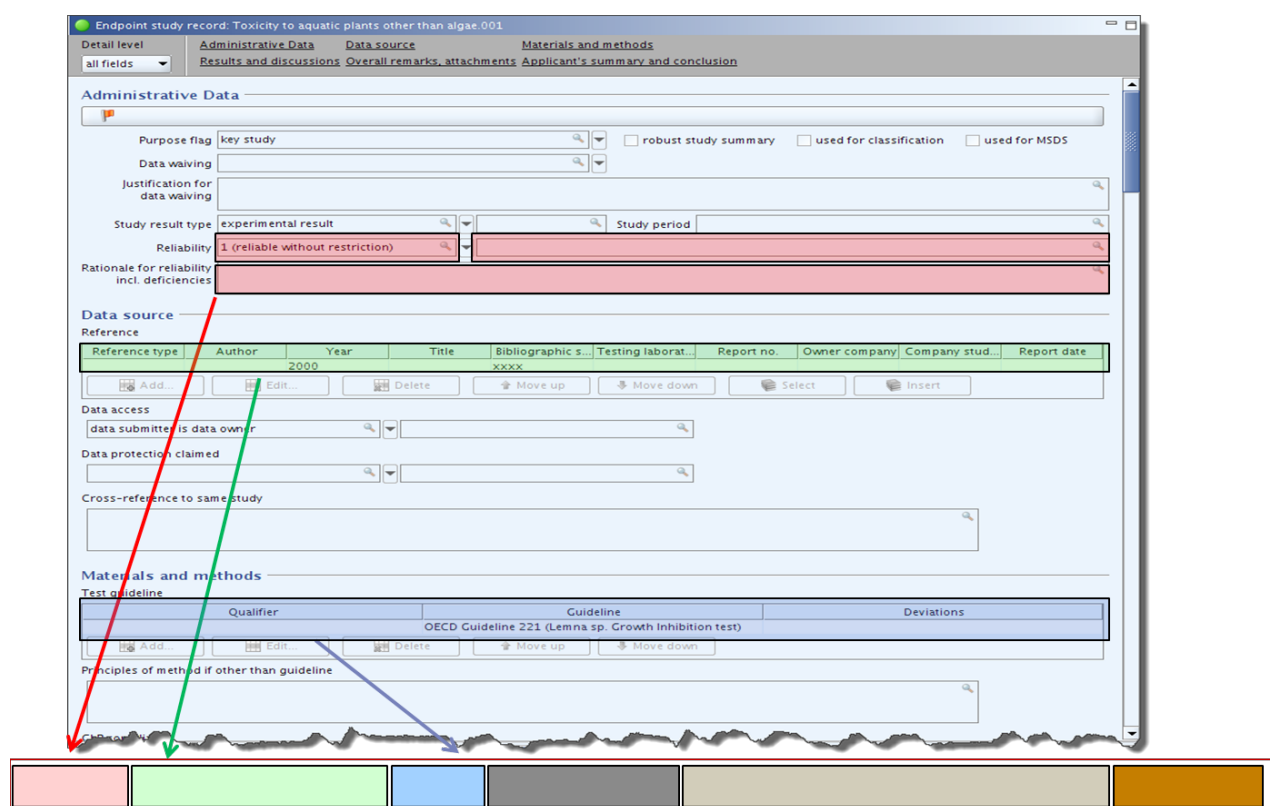 Endpoint study record: Toxicity to aquatic plants other than algae.001
Detail level Administrative Data Data source Materials and methods
all fields Results and discussions Overall remarks, attachments Applicant's summary and conclusion
Administrative Data
Purpose flag key study robust study summary used for classification used for MSDS
Data waiving
Justification for
data waiving
Study result type experimental result Study period
Reliability 1 (reliable without restriction)
Rationale for reliability
incl. deficiencies
Data source
Reference
Reference type Author Year Title Bibliographic s... Testing laborat... Report no. Owner company Company stud... Report date
2000 xxxx
Add... Edit... Delete Move up Move down Select Insert
Data access
data submitter is data owner
Data protection claimed
Cross-reference to same study
Materials and methods
Test guideline
Qualifier Guideline Deviations
OECD Guideline 221 (Lemna sp. Growth Inhibition test)
Add... Edit... Delete Move up Move down
Principles of method if other than guideline